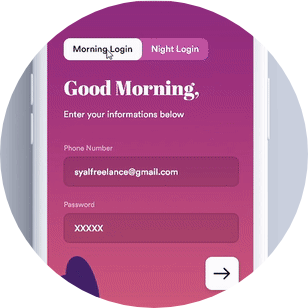 Morning Login Night Login
Good Morning,
Enter your informations below
Phone Number
syalfreelance@gmail.com
Password
XXXXX